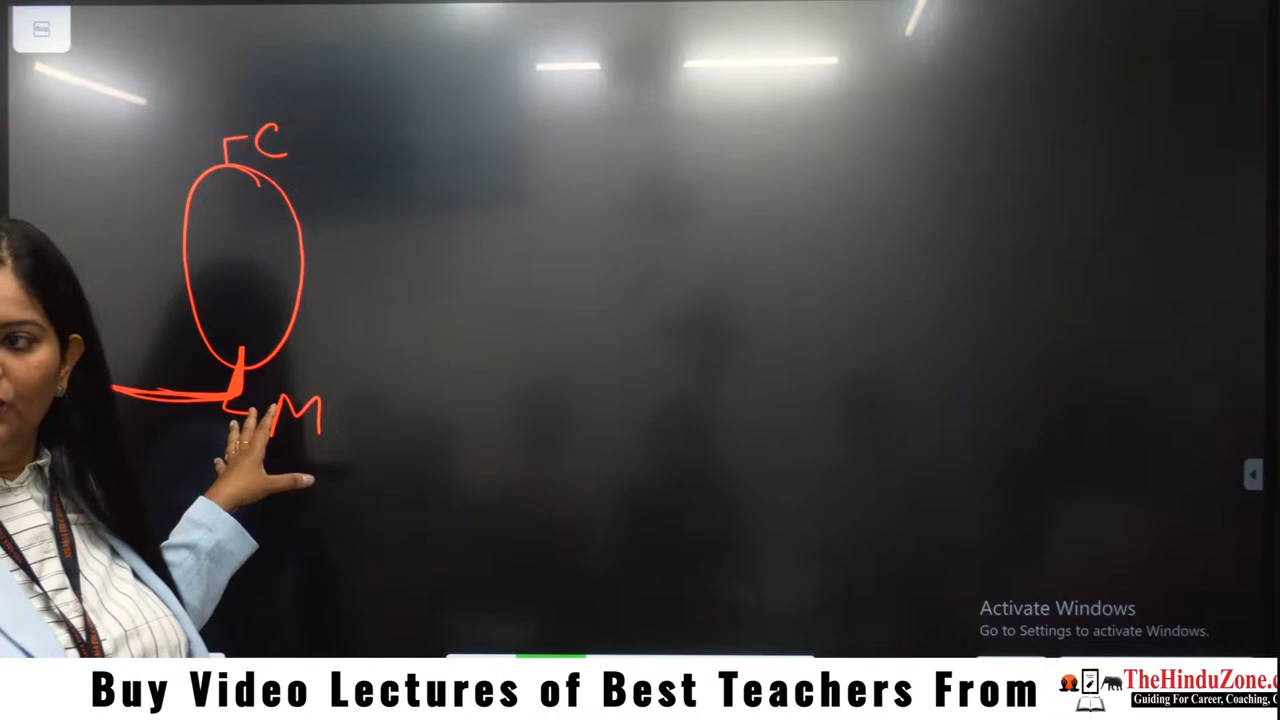 C
M
Activate Windows
Go to Settings to activate Windows.
Buy Video Lectures of Best Teachers From
TheHinduZone.c
Guiding For Career, Coaching,